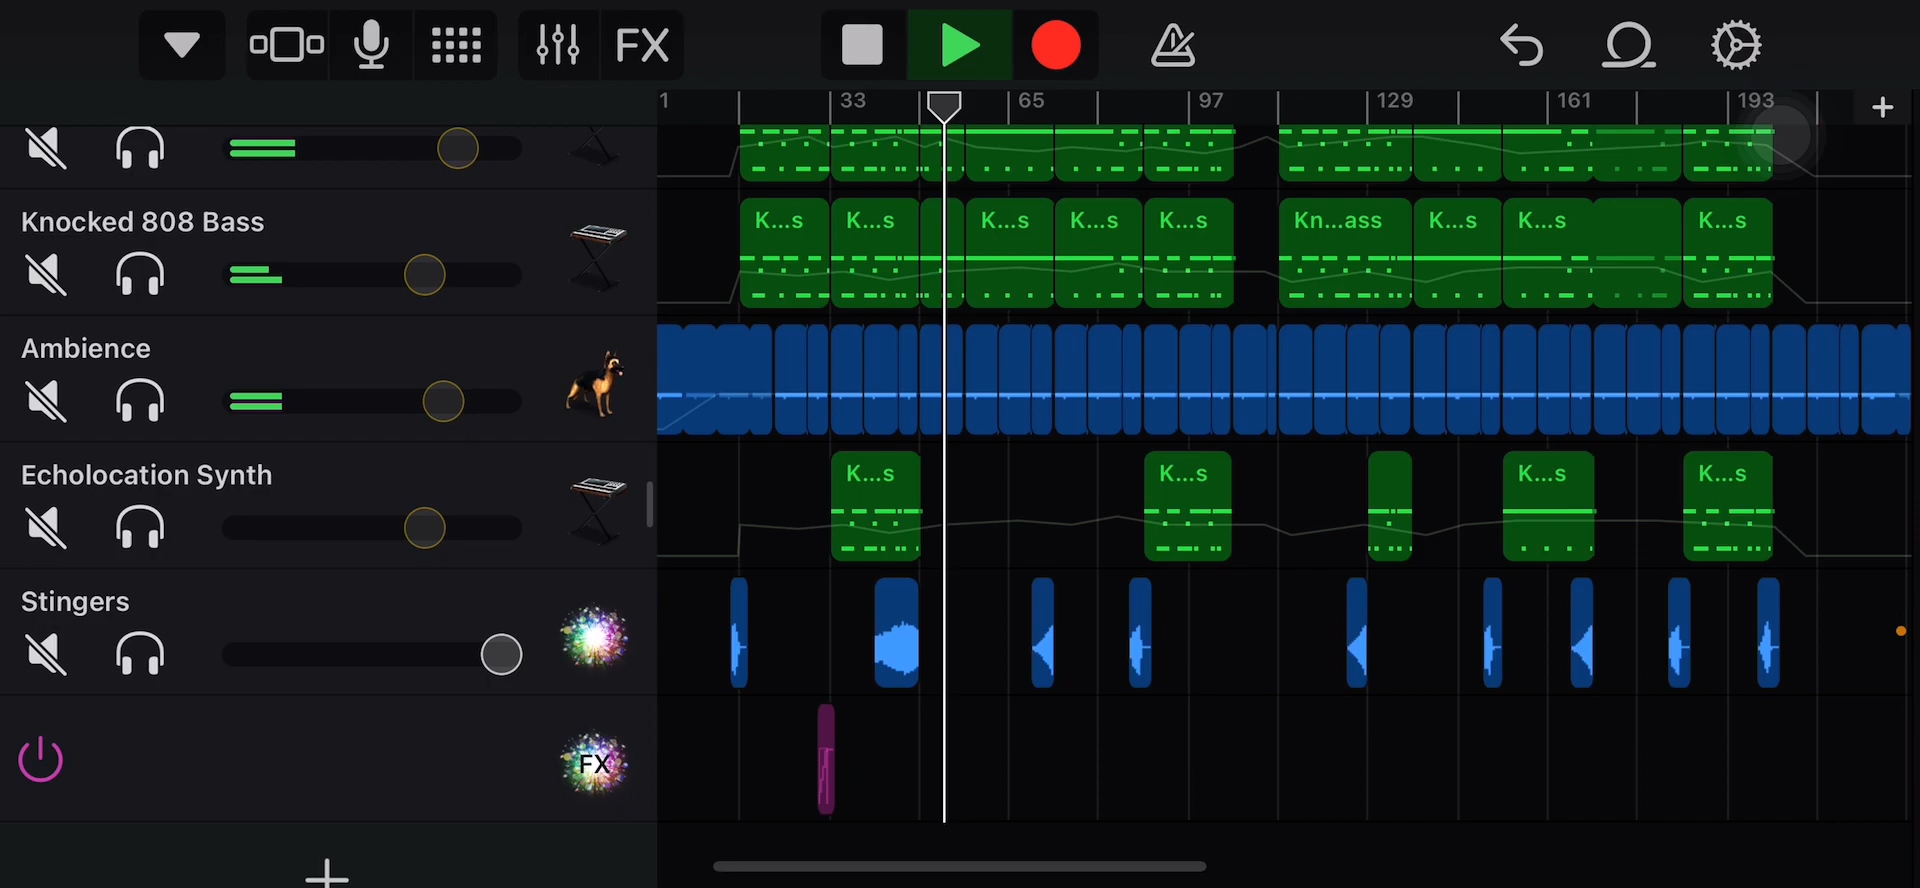 FX
1 33 65 97 129 161 193
Knocked 808 Bass
K...s K...s K...s K...s K...s Kn...ass K...s K...s K...s
Ambience
Echolocation Synth
K...s K...s K...s K...s
Stingers
FX